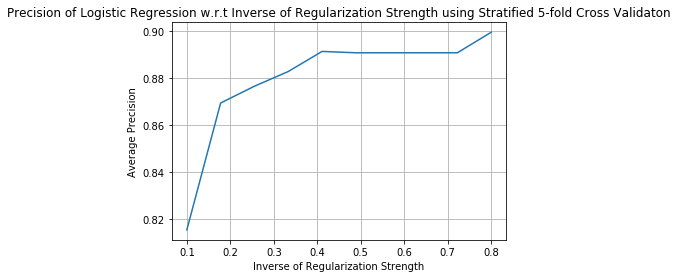 Precision of Logistic Regression w.r.t Inverse of Regularization Strength using Stratified 5-fold Cross Validaton
0.90
0.88
0.86
0.84
0.82
Average Precision
0.1 0.2 0.3 0.4 0.5 0.6 0.7 0.8
Inverse of Regularization Strength